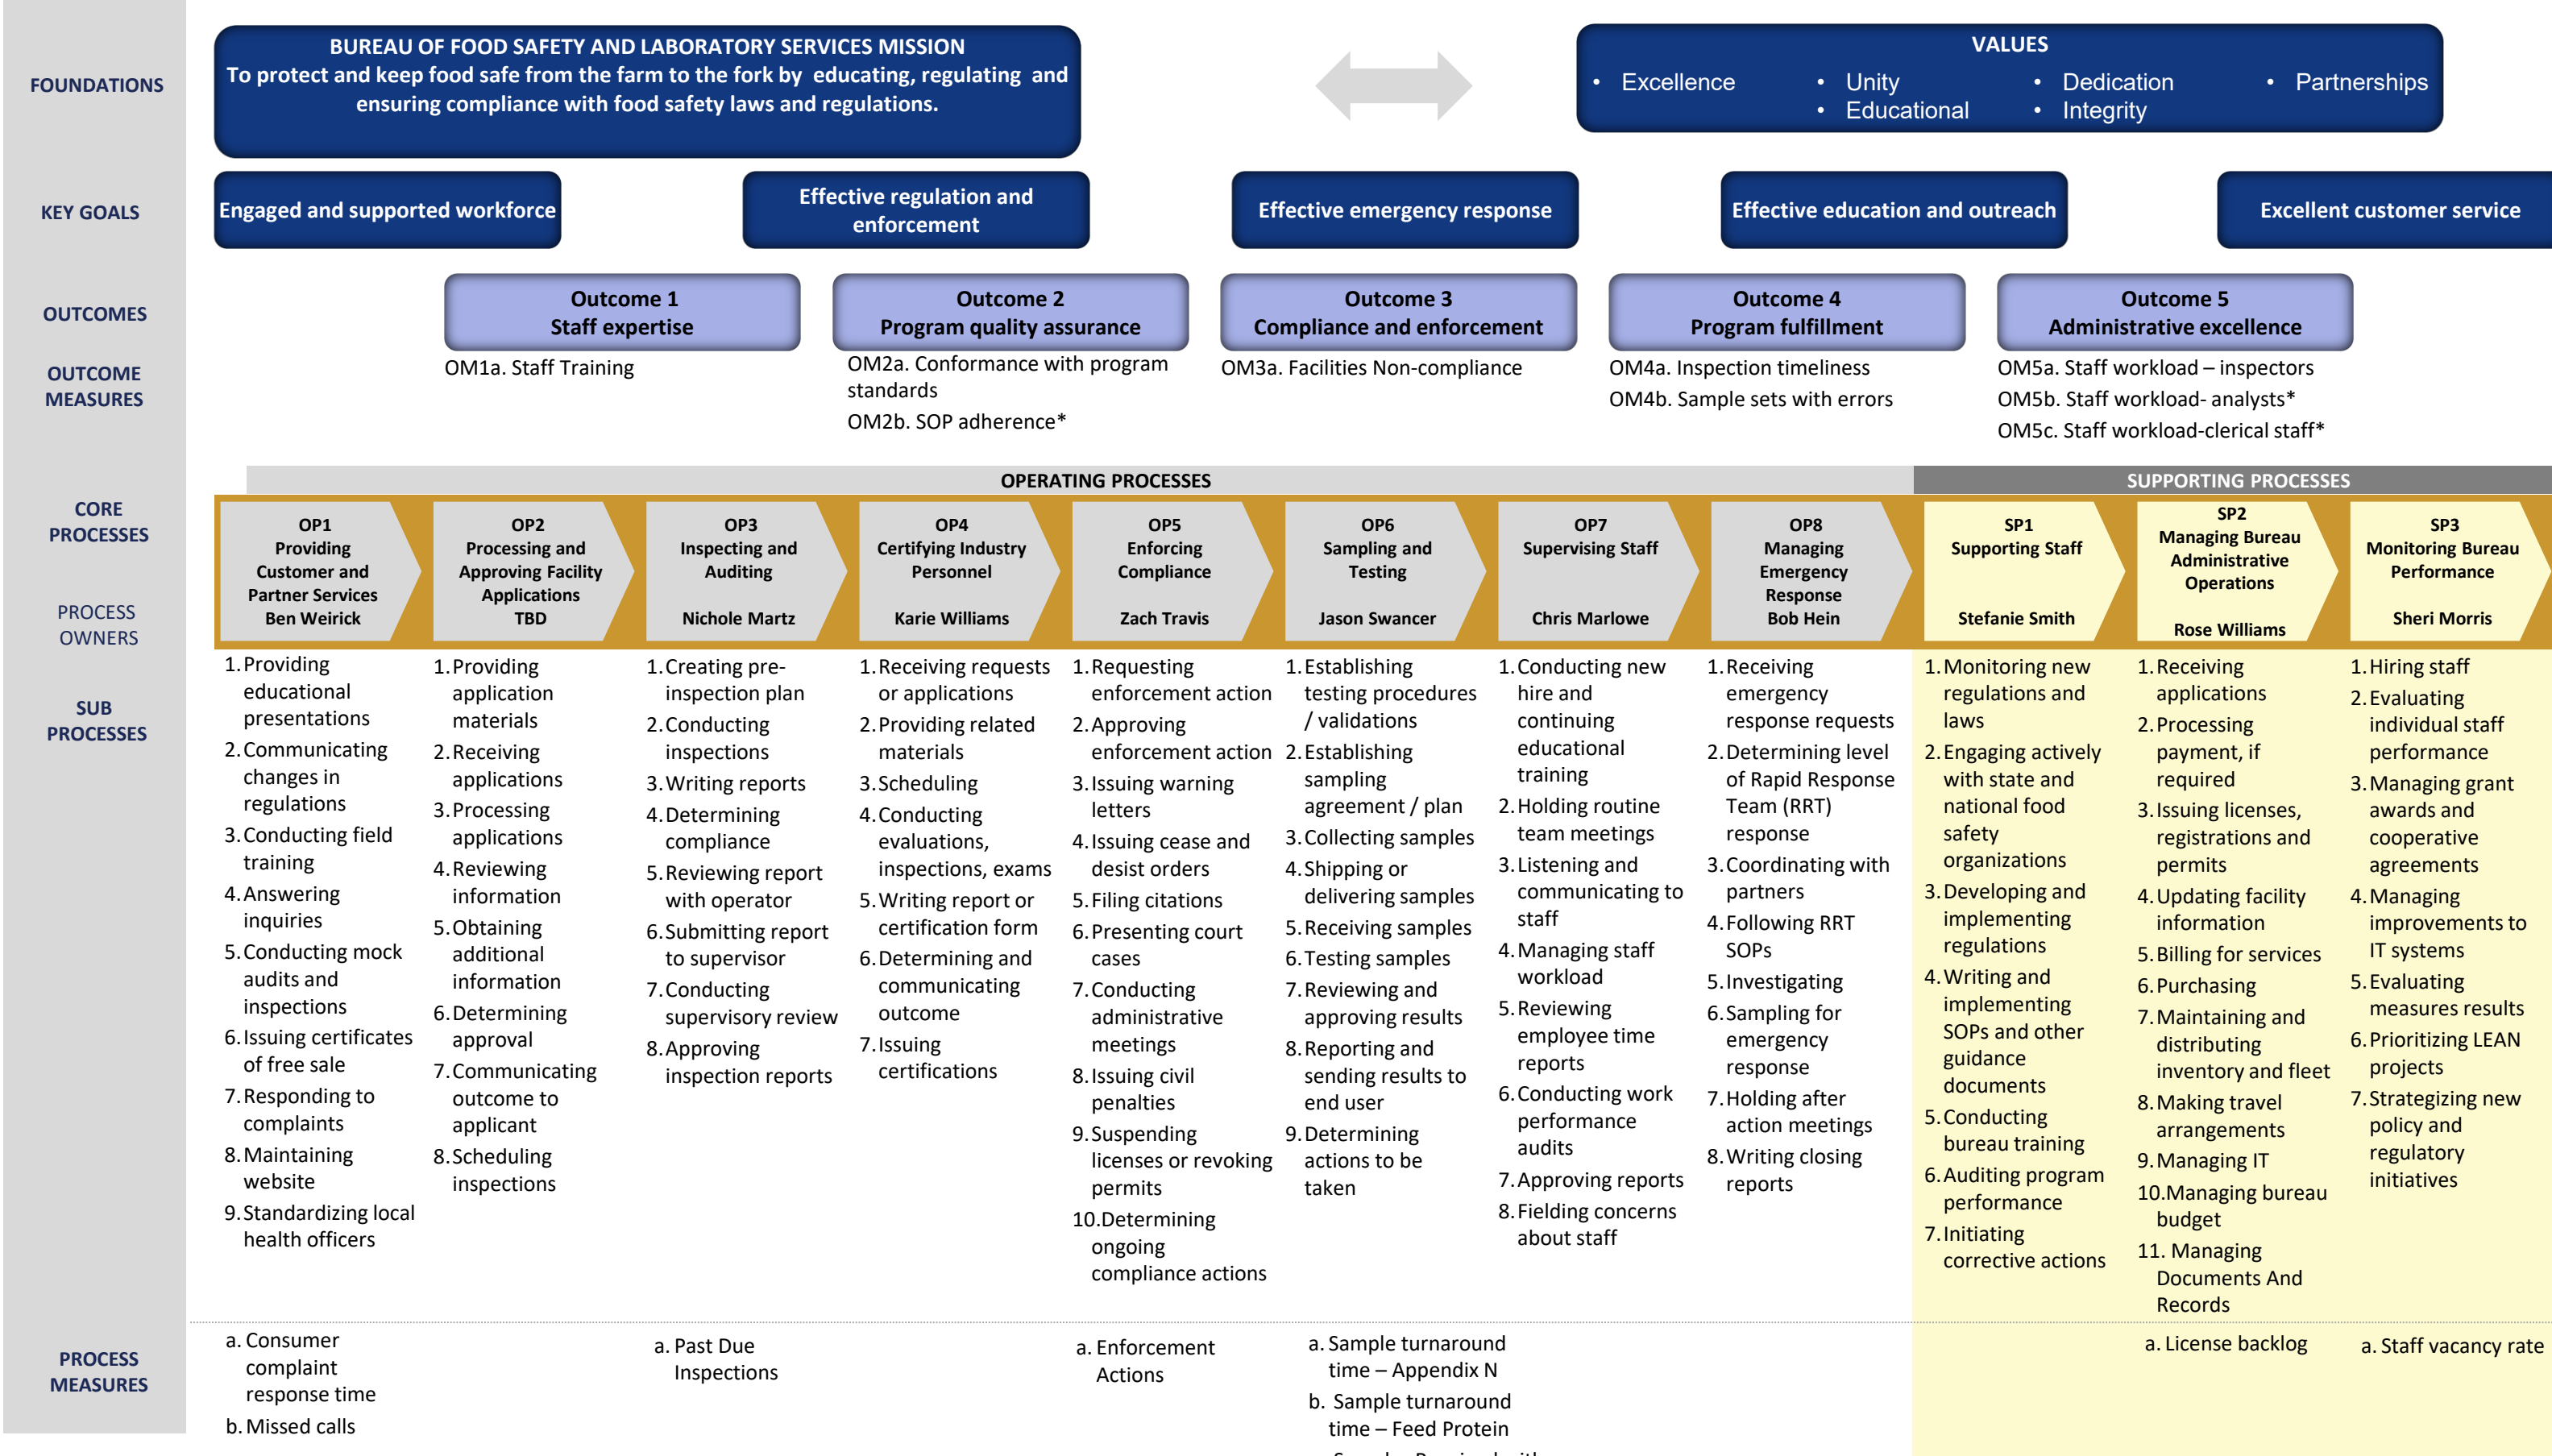 FOUNDATIONS
BUREAU OF FOOD SAFETY AND LABORATORY SERVICES MISSION
To protect and keep food safe from the farm to the fork by educating, regulating and
ensuring compliance with food safety laws and regulations.
VALUES
• Excellence
• Unity
• Educational
• Dedication
• Integrity
• Partnerships
KEY GOALS
Engaged and supported workforce
Effective regulation and
enforcement
Effective emergency response
Effective education and outreach
Excellent customer service
OUTCOMES
Outcome 1
Staff expertise
Outcome 2
Program quality assurance
Outcome 3
Compliance and enforcement
Outcome 4
Program fulfillment
Outcome 5
Administrative excellence
OUTCOME
MEASURES
OM1a. Staff Training
OM2a. Conformance with program
standards
OM2b. SOP adherence*
OM3a. Facilities Non-compliance
OM4a. Inspection timeliness
OM4b. Sample sets with errors
OM5a. Staff workload – inspectors
OM5b. Staff workload- analysts*
OM5c. Staff workload-clerical staff*
OPERATING PROCESSES
SUPPORTING PROCESSES
CORE
PROCESSES
PROCESS
OWNERS
OP1
Providing
Customer and
Partner Services
Ben Weirick
OP2
Processing and
Approving Facility
Applications
TBD
OP3
Inspecting and
Auditing
Nichole Martz
OP4
Certifying Industry
Personnel
Karie Williams
OP5
Enforcing
Compliance
Zach Travis
OP6
Sampling and
Testing
Jason Swancer
OP7
Supervising Staff
Chris Marlowe
OP8
Managing
Emergency
Response
Bob Hein
SP1
Supporting Staff
Stefanie Smith
SP2
Managing Bureau
Administrative
Operations
Rose Williams
SP3
Monitoring Bureau
Performance
Sheri Morris
SUB
PROCESSES
1. Providing
educational
presentations
2. Communicating
changes in
regulations
3. Conducting field
training
4. Answering
inquiries
5. Conducting mock
audits and
inspections
6. Issuing certificates
of free sale
7. Responding to
complaints
8. Maintaining
website
9. Standardizing local
health officers
1. Providing
application
materials
2. Receiving
applications
3. Processing
applications
4. Reviewing
information
5. Obtaining
additional
information
6. Determining
approval
7. Communicating
outcome to
applicant
8. Scheduling
inspections
1. Creating pre-
inspection plan
2. Conducting
inspections
3. Writing reports
4. Determining
compliance
5. Reviewing report
with operator
6. Submitting report
to supervisor
7. Conducting
supervisory review
8. Approving
inspection reports
1. Receiving requests
or applications
2. Providing related
materials
3. Scheduling
4. Conducting
evaluations,
inspections, exams
5. Writing report or
certification form
6. Determining and
communicating
outcome
7. Issuing
certifications
1. Requesting
enforcement action
2. Approving
enforcement action
3. Issuing warning
letters
4. Issuing cease and
desist orders
5. Filing citations
6. Presenting court
cases
7. Conducting
administrative
meetings
8. Issuing civil
penalties
9. Suspending
licenses or revoking
permits
10.Determining
ongoing
compliance actions
1. Establishing
testing procedures
/ validations
2. Establishing
sampling
agreement / plan
3. Collecting samples
4. Shipping or
delivering samples
5. Receiving samples
6. Testing samples
7. Reviewing and
approving results
8. Reporting and
sending results to
end user
9. Determining
actions to be
taken
1. Conducting new
hire and
continuing
educational
training
2. Holding routine
team meetings
3. Listening and
communicating to
staff
4. Managing staff
workload
5. Reviewing
employee time
reports
6. Conducting work
performance
audits
7. Approving reports
8. Fielding concerns
about staff
1. Receiving
emergency
response requests
2. Determining level
of Rapid Response
Team (RRT)
response
3. Coordinating with
partners
4. Following RRT
SOPs
5. Investigating
6. Sampling for
emergency
response
7. Holding after
action meetings
8. Writing closing
reports
1. Monitoring new
regulations and
laws
2. Engaging actively
with state and
national food
safety
organizations
3. Developing and
implementing
regulations
4. Writing and
implementing
SOPs and other
guidance
documents
5. Conducting
bureau training
6. Auditing program
performance
7. Initiating
corrective actions
1. Receiving
applications
2. Processing
payment, if
required
3. Issuing licenses,
registrations and
permits
4. Updating facility
information
5. Billing for services
6. Purchasing
7. Maintaining and
distributing
inventory and fleet
8. Making travel
arrangements
9. Managing IT
10.Managing bureau
budget
11. Managing
Documents And
Records
1. Hiring staff
2. Evaluating
individual staff
performance
3. Managing grant
awards and
cooperative
agreements
4. Managing
improvements to
IT systems
5. Evaluating
measures results
6. Prioritizing LEAN
projects
7. Strategizing new
policy and
regulatory
initiatives
PROCESS
MEASURES
a. Consumer
complaint
response time
b. Missed calls
a. Past Due
Inspections
a. Enforcement
Actions
a. Sample turnaround
time – Appendix N
b. Sample turnaround
time – Feed Protein
a. License backlog
a. Staff vacancy rate